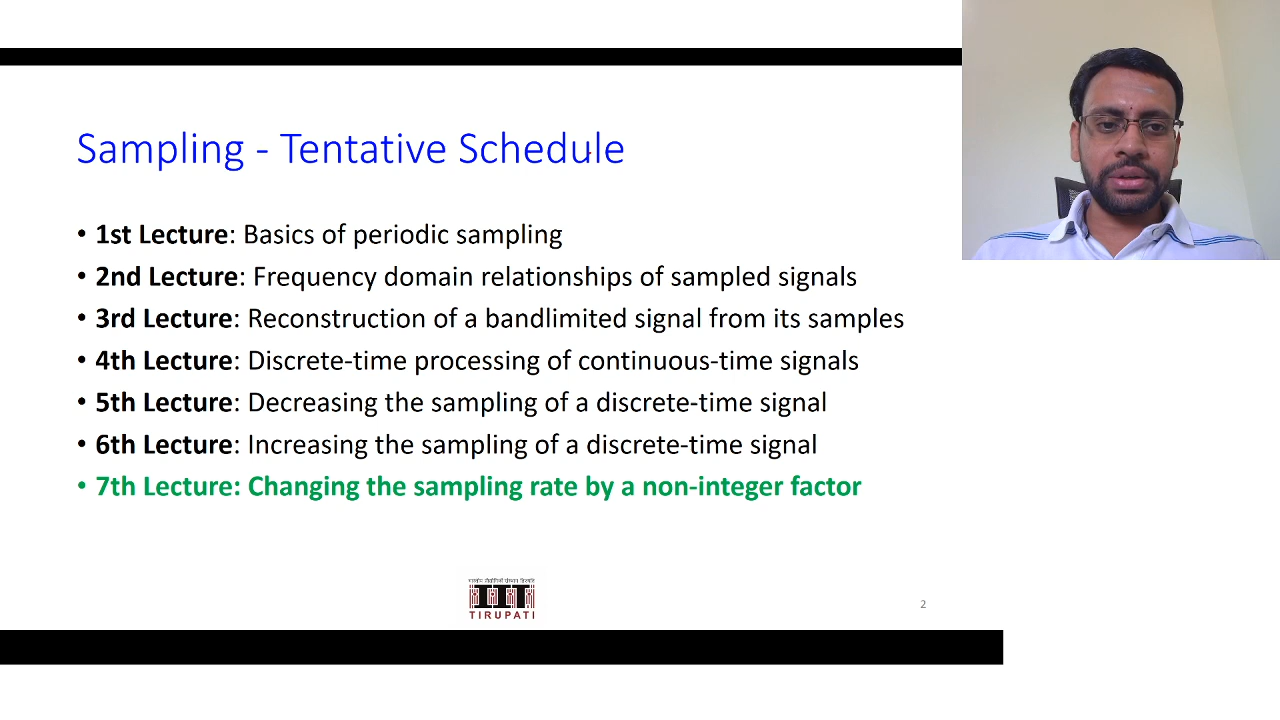 Sampling - Tentative Schedule
• 1st Lecture: Basics of periodic sampling
• 2nd Lecture: Frequency domain relationships of sampled signals
• 3rd Lecture: Reconstruction of a bandlimited signal from its samples
• 4th Lecture: Discrete-time processing of continuous-time signals
• 5th Lecture: Decreasing the sampling of a discrete-time signal
• 6th Lecture: Increasing the sampling of a discrete-time signal
• 7th Lecture: Changing the sampling rate by a non-integer factor
TIRUPATI
2